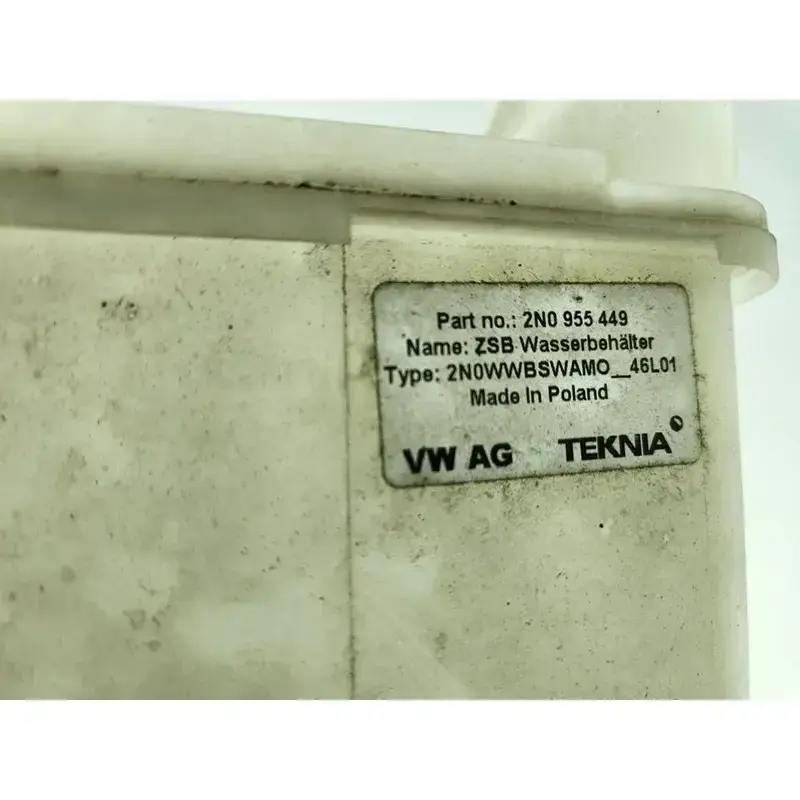 Part no.: 2N0 955 449
Name: ZSB Wasserbehälter
Type: 2N0WWBSWAMO__46L01
Made In Poland
VW AG TEKNIA